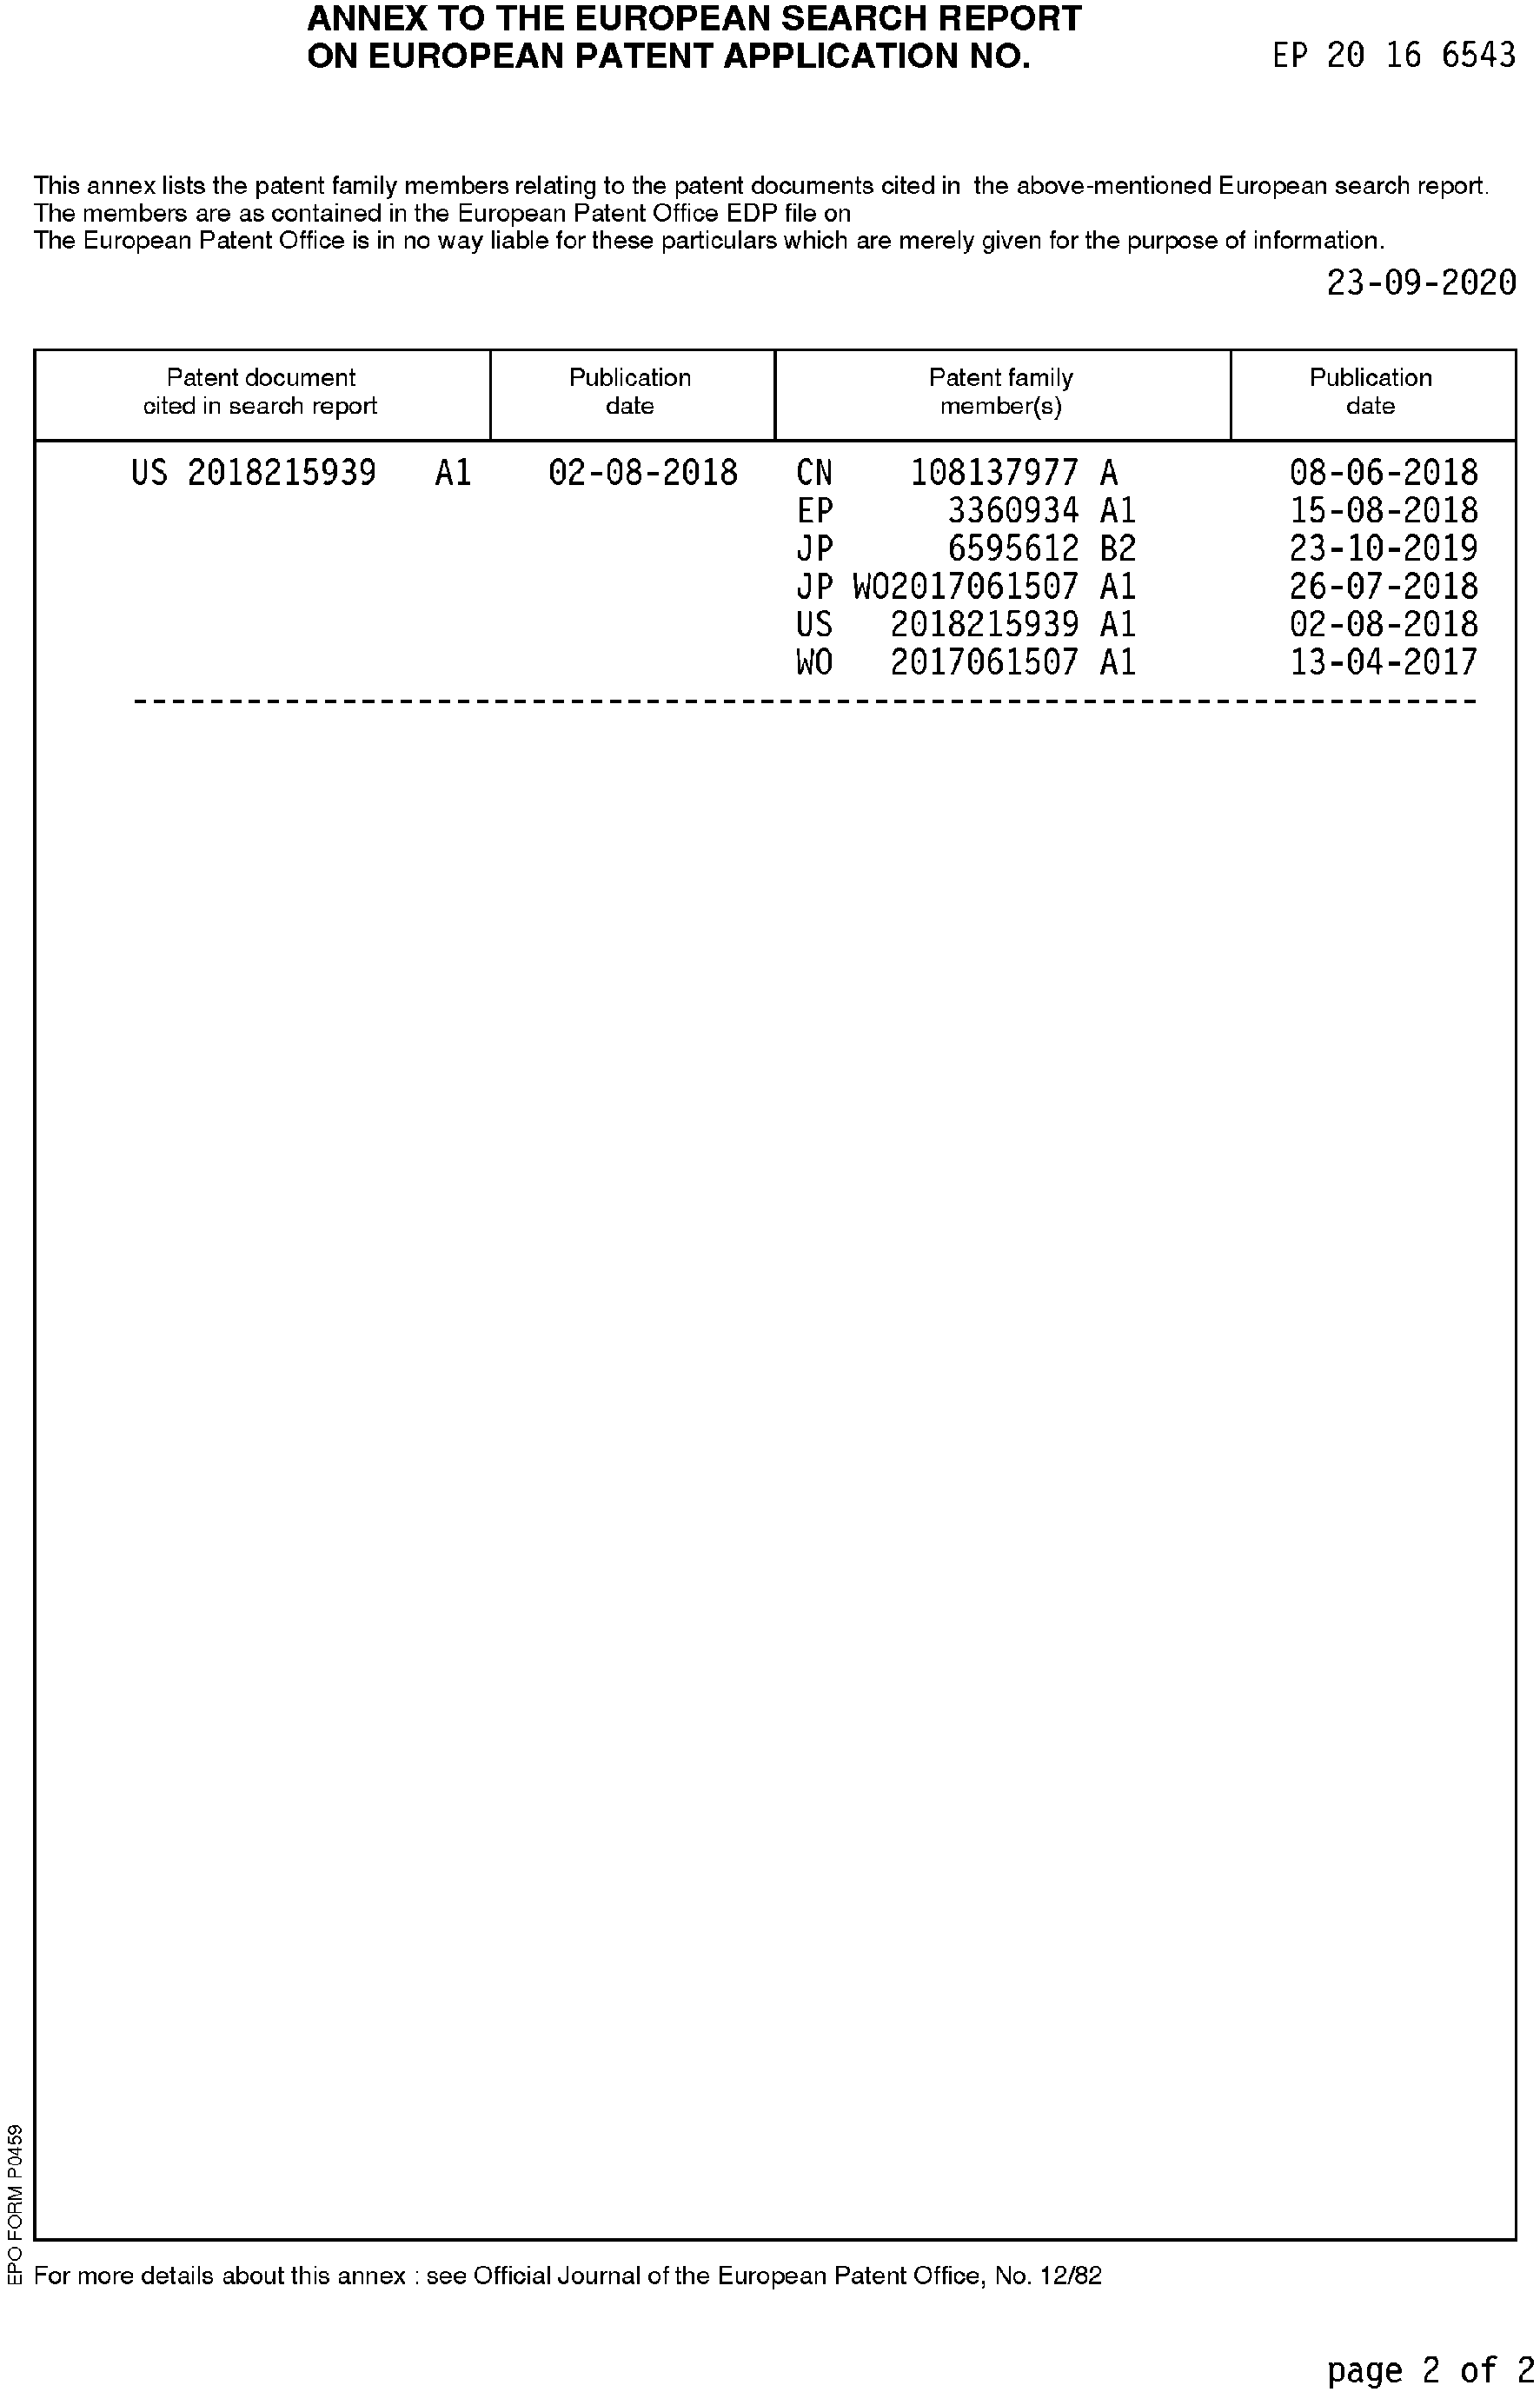 ANNEX TO THE EUROPEAN SEARCH REPORT
ON EUROPEAN PATENT APPLICATION NO. EP 20 16 6543
This annex lists the patent family members relating to the patent documents cited in the above-mentioned European search report.
The members are as contained in the European Patent Office EDP file on
The European Patent Office is in no way liable for these particulars which are merely given for the purpose of information.
23-09-2020
Patent document Publication Patent family Publication
cited in search report date member(s) date
US 2018215939 A1 02-08-2018 CN 108137977 A 08-06-2018
EP 3360934 A1 15-08-2018
JP 6595612 B2 23-10-2019
JP WO2017061507 A1 26-07-2018
US 2018215939 A1 02-08-2018
WO 2017061507 A1 13-04-2017
EPO FORM P0459
For more details about this annex : see Official Journal of the European Patent Office, No. 12/82
page 2 of 2